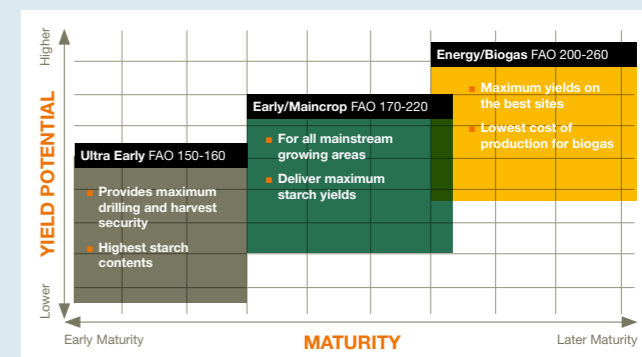 Higher
YIELD POTENTIAL
Lower
Energy/Biogas FAO 200-260
Maximum yields on
the best sites
Lowest cost of
production for biogas
Early/Maincrop FAO 170-220
For all mainstream
growing areas
Deliver maximum
starch yields
Ultra Early FAO 150-160
Provides maximum
drilling and harvest
security
Highest starch
contents
Early Maturity
MATURITY
Later Maturity